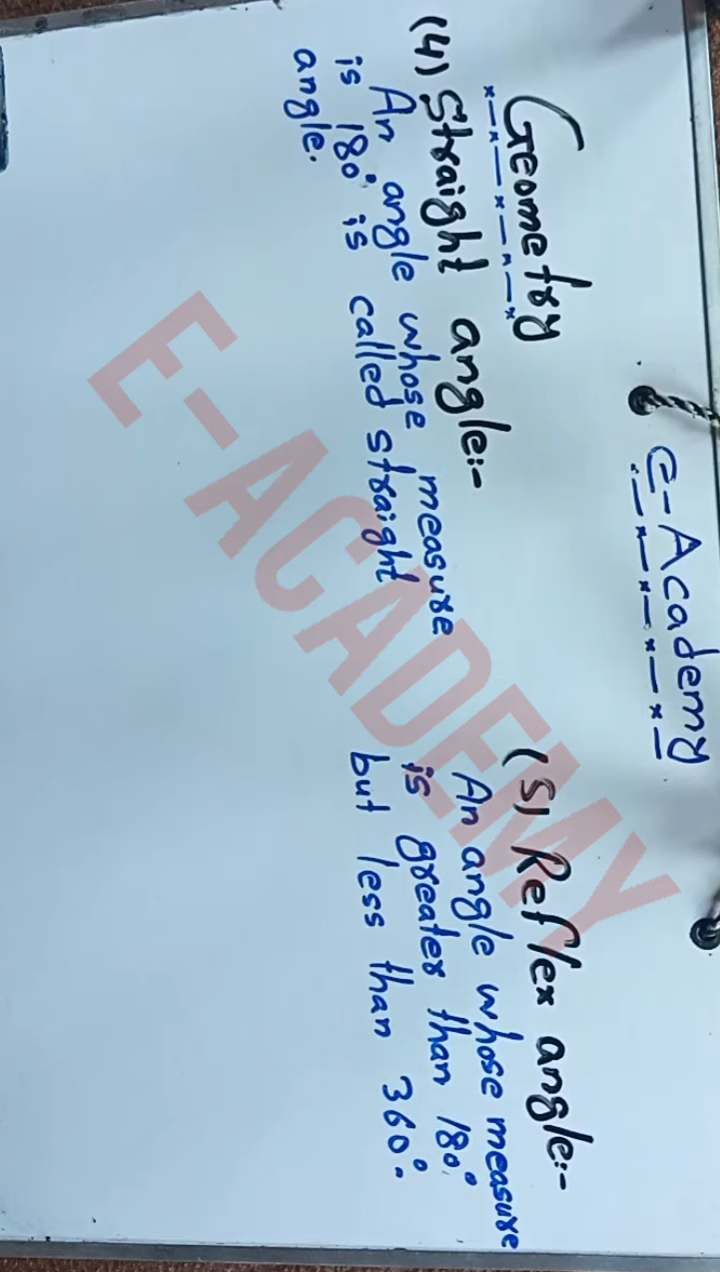 e-Academy
Geometry
(4) Straight angle:-
An angle whose measure
is 180° is called straight
angle.
(5) Reflex angle:-
An angle whose measure
is greater than 180°
but less than 360°.
E-ACADEMY